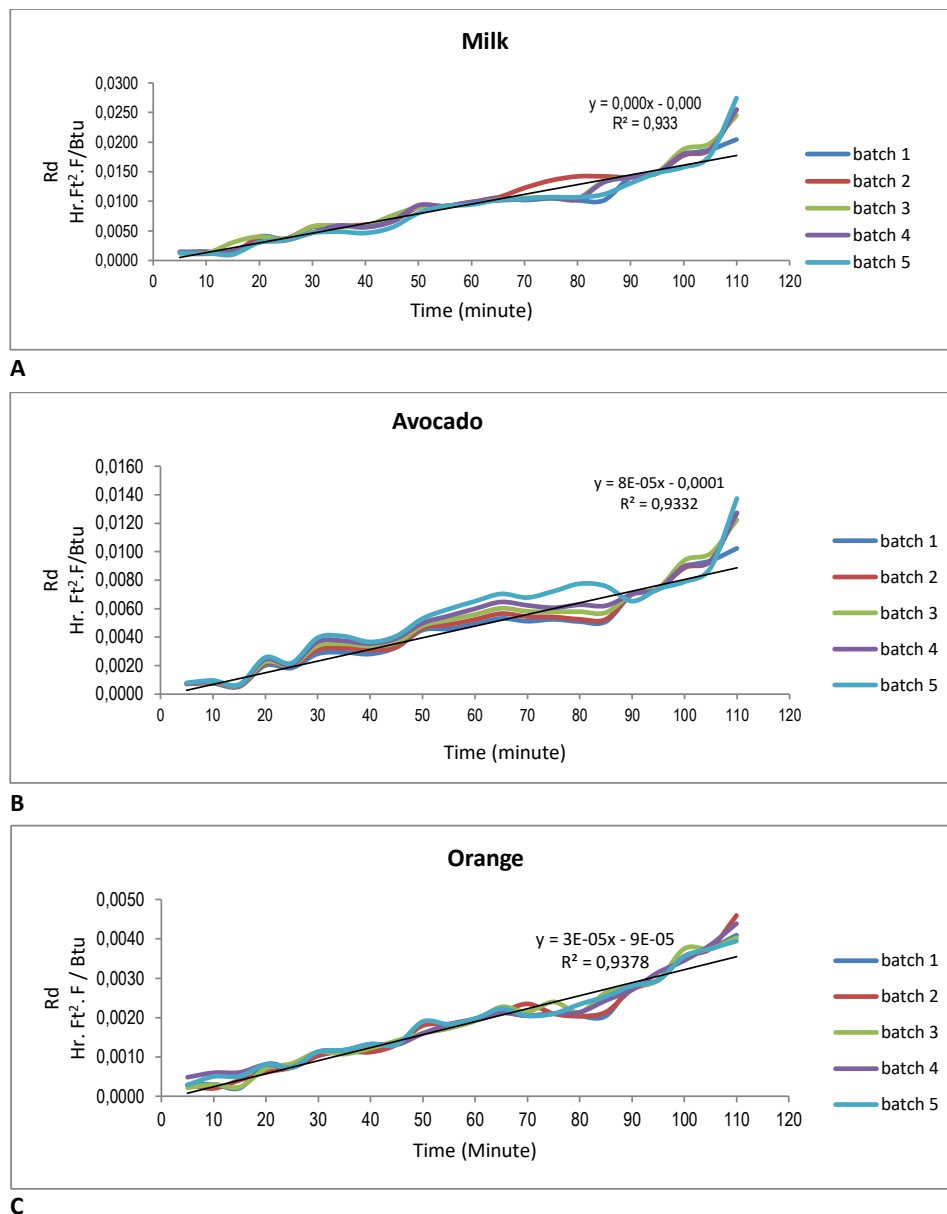 Milk
0,0300
0,0250
0,0200
0,0150
0,0100
0,0050
0,0000
Rd
Hr. Ft².F/Btu
y = 0,000x - 0,000
R² = 0,933
0 10 20 30 40 50 60 70 80 90 100 110 120
Time (minute)
batch 1
batch 2
batch 3
batch 4
batch 5
A
Avocado
0,0160
0,0140
0,0120
0,0100
0,0080
0,0060
0,0040
0,0020
0,0000
Rd
Hr. Ft².F/Btu
y = 8E-05x - 0,0001
R² = 0,9332
0 10 20 30 40 50 60 70 80 90 100 110 120
Time (minute)
batch 1
batch 2
batch 3
batch 4
batch 5
B
Orange
0,0050
0,0040
0,0030
0,0020
0,0010
0,0000
Rd
Hr. Ft². F / Btu
y = 3E-05x - 9E-05
R² = 0,9378
0 10 20 30 40 50 60 70 80 90 100 110 120
Time (Minute)
batch 1
batch 2
batch 3
batch 4
batch 5
C